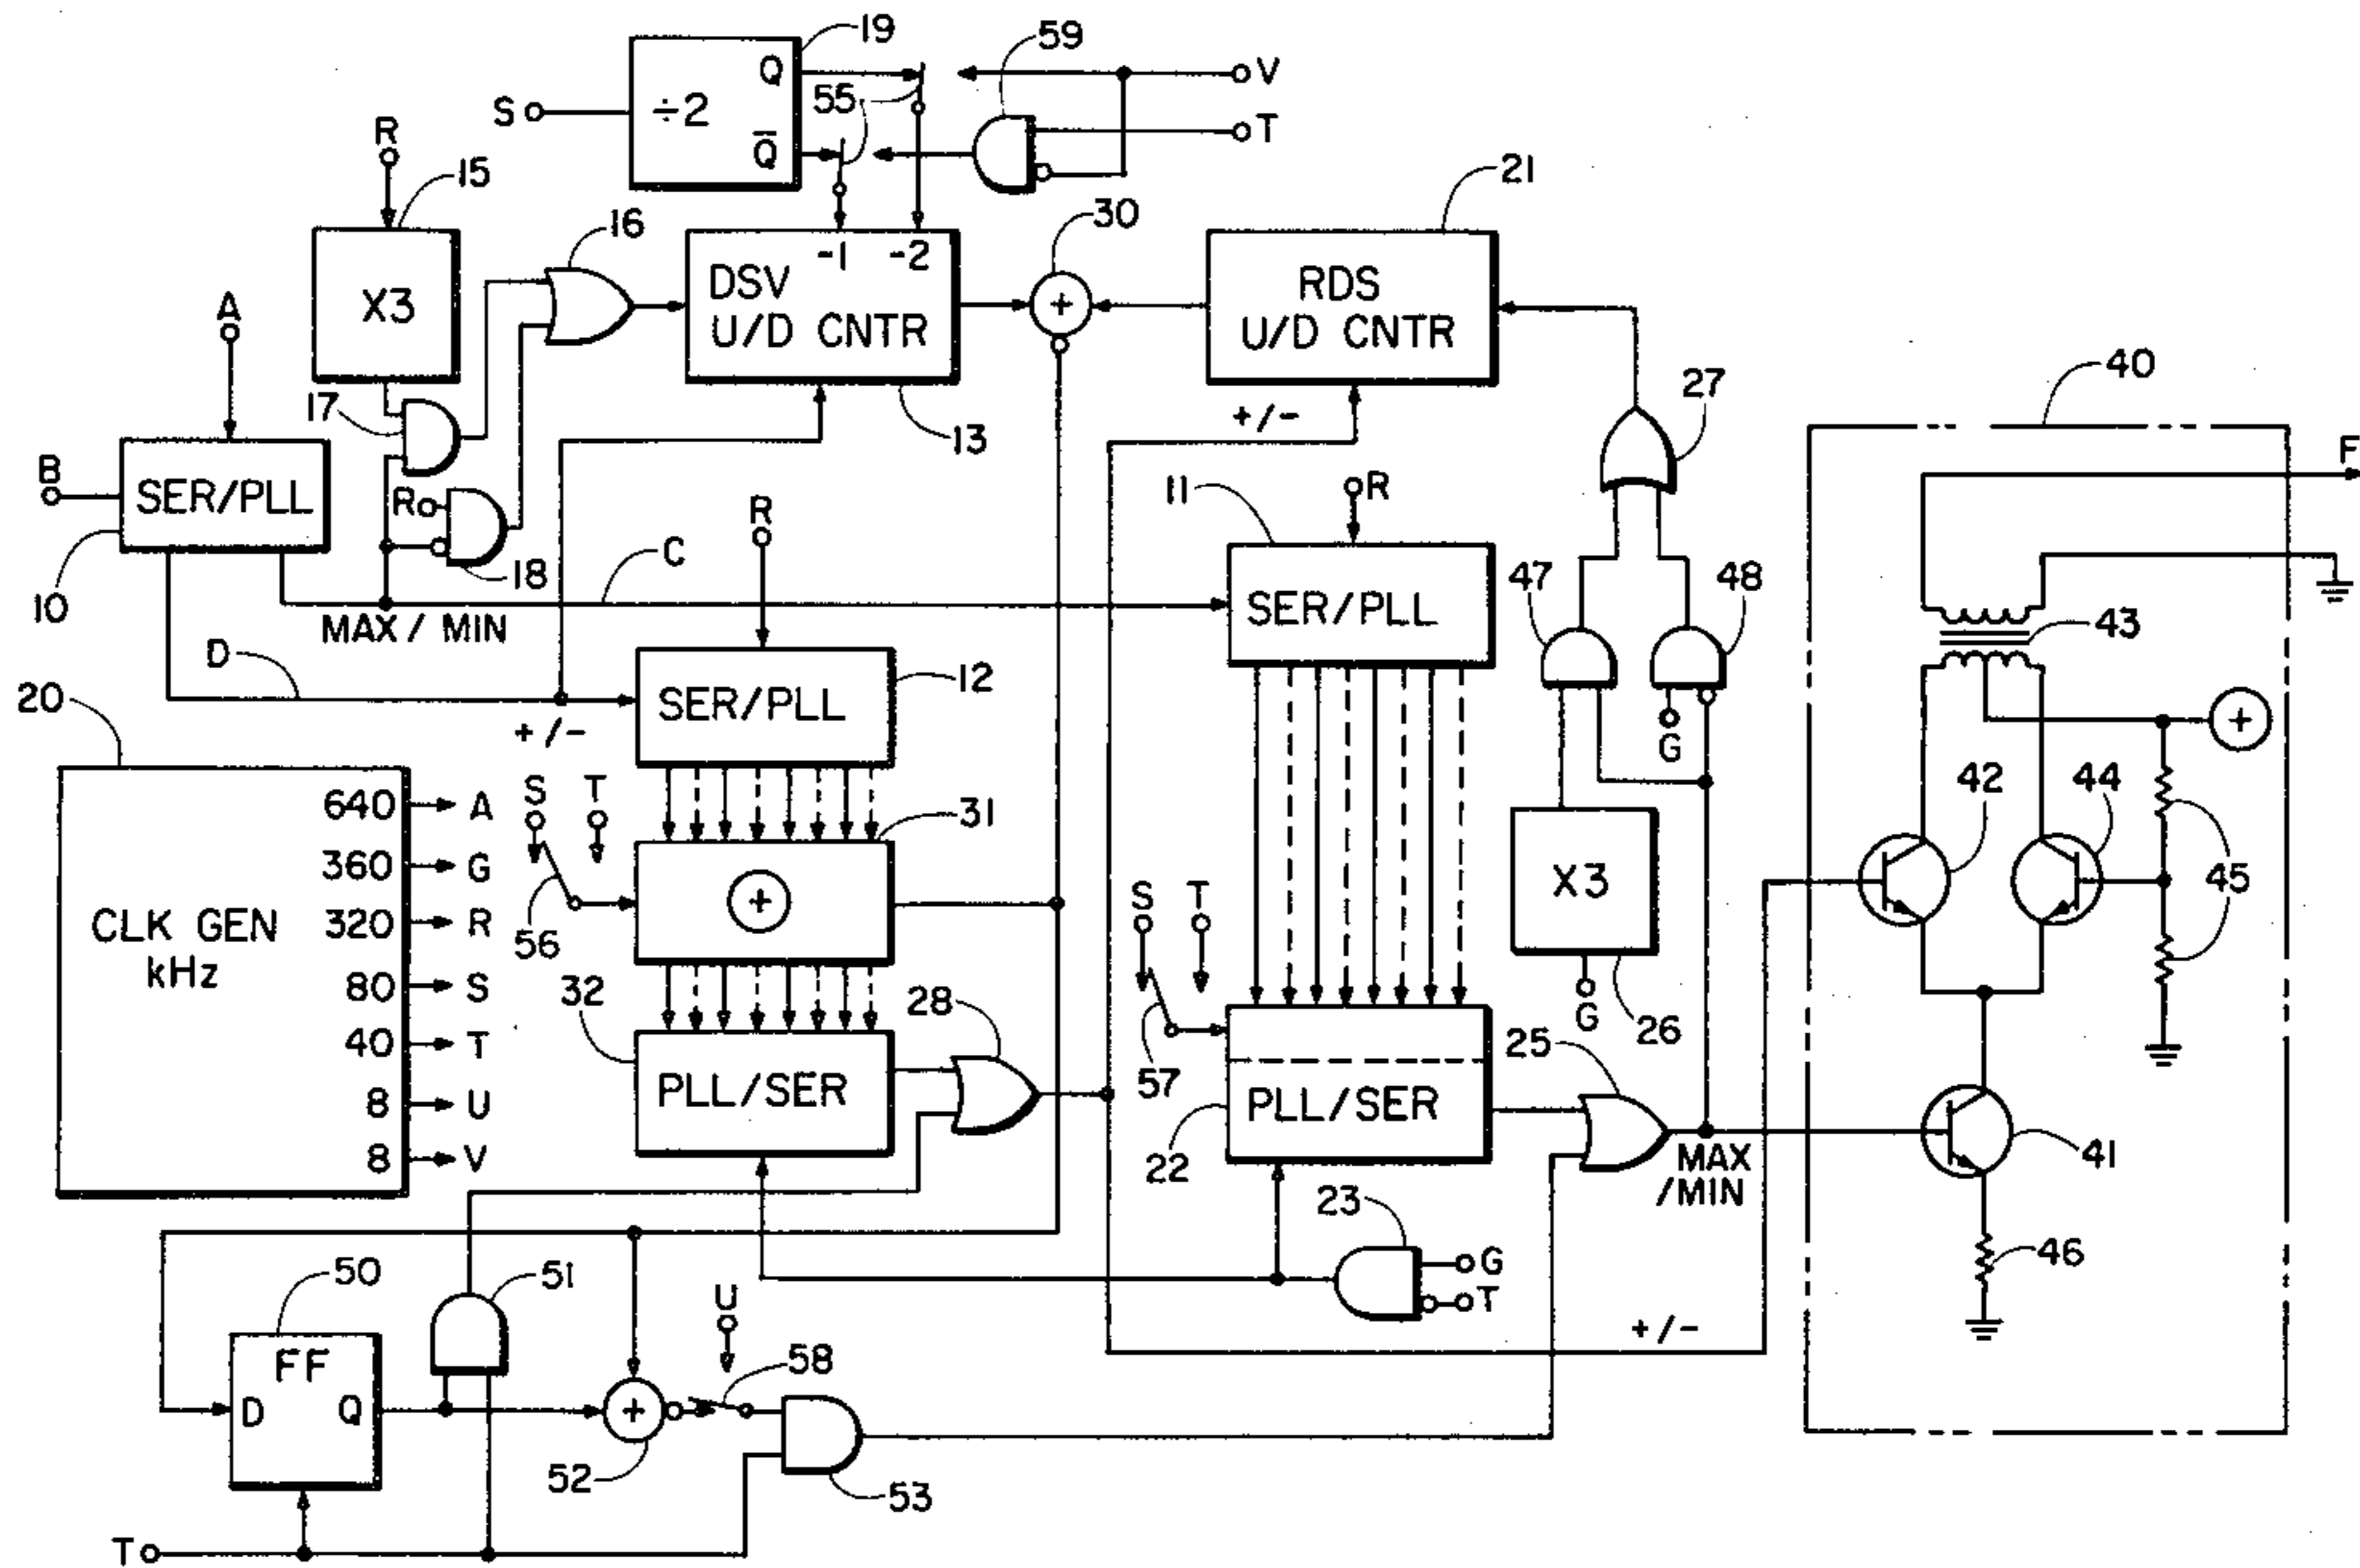 19
59
Q
V
S
÷2
55
T
Q̅
R
15
16
30
21
-1 -2
A
X3
DSV
U/D CNTR
+
RDS
U/D CNTR
17
13
+/-
27
40
F
B
SER/PLL
R
R
11
R
10
18
C
SER/PLL
47
48
MAX / MIN
43
D
12
20
SER/PLL
+/-
G
+
S T
42
44
640 A
31
360 G
X3
45
CLK GEN
kHz
320 R
+
56
S T
80 S
32
28
G
26
40 T
57
25
8 U
PLL/SER
PLL/SER
8 V
22
MAX
/MIN
41
23
G
T
46
50
51
U
+/-
FF
58
D Q
+
52
53
T